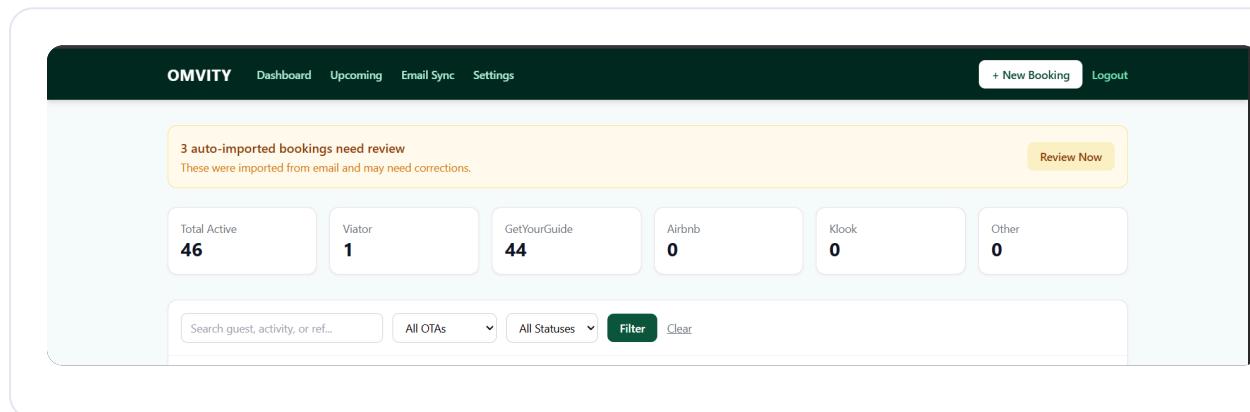 OMVITY Dashboard Upcoming Email Sync Settings + New Booking Logout
3 auto-imported bookings need review
These were imported from email and may need corrections.
Review Now
Total Active Viator GetYourGuide Airbnb Klook Other
46 1 44 0 0 0
Search guest, activity, or ref... All OTAs All Statuses Filter Clear